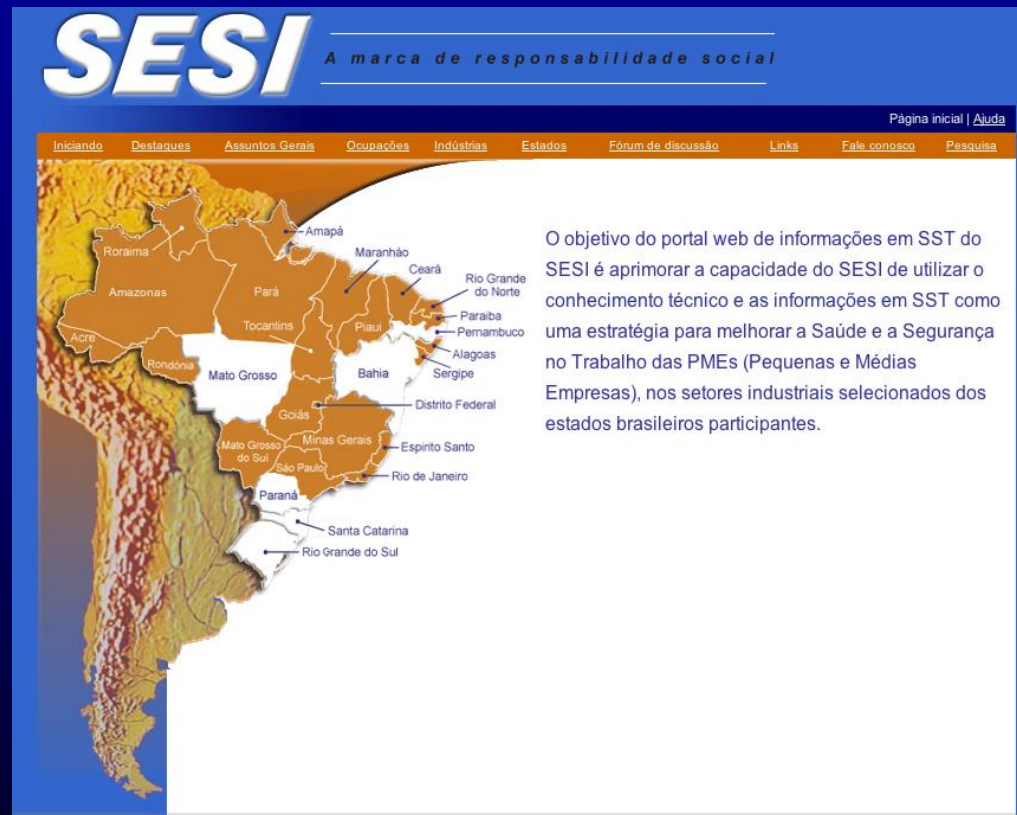 SESI
A marca de responsabilidade social
Página inicial | Ajuda
Iniciando Destaques Assuntos Gerais Ocupações Indústrias Estados Fórum de discussão Links Fale conosco Pesquisa
Amapá
Roraima
Maranhão
Ceará
Rio Grande
do Norte
Amazonas
Pará
Paraiba
Tocantins
Piauí
Pernambuco
Acre
Alagoas
Rondônia
Mato Grosso
Bahia
Sergipe
Distrito Federal
Goiás
Mato Grosso
do Sul
Minas Gerais
Espirito Santo
São Paulo
Rio de Janeiro
Paraná
Santa Catarina
Rio Grande do Sul
O objetivo do portal web de informações em SST do
SESI é aprimorar a capacidade do SESI de utilizar o
conhecimento técnico e as informações em SST como
uma estratégia para melhorar a Saúde e a Segurança
no Trabalho das PMEs (Pequenas e Médias
Empresas), nos setores industriais selecionados dos
estados brasileiros participantes.